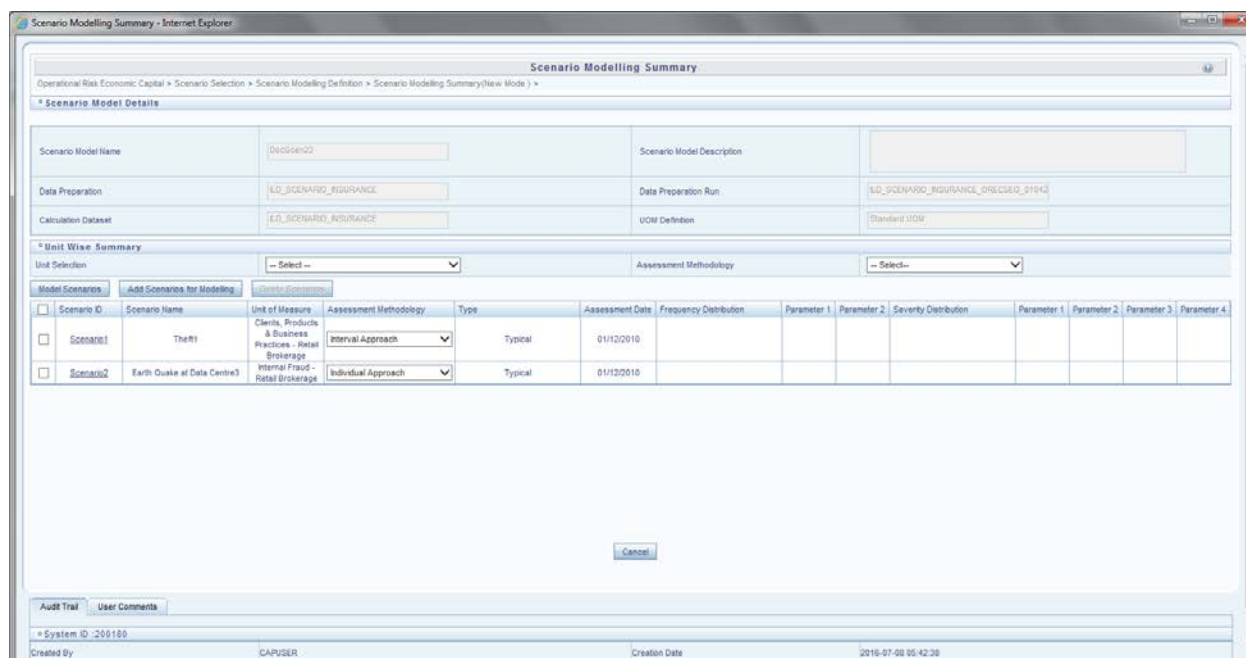 Scenario Modelling Summary - Internet Explorer
Scenario Modelling Summary
Operational Risk Economic Capital > Scenario Selection > Scenario Modelling Definition > Scenario Modelling Summary(New Mode ) >
Scenario Model Details
Scenario Model Name DocScen22 Scenario Model Description
Data Preparation ILD_SCENARIO_INSURANCE Data Preparation Run ILD_SCENARIO_INSURANCE_ORECSEO_01042
Calculation Dataset ILD_SCENARIO_INSURANCE UOM Definition Standard UOM
Unit Wise Summary
Unit Selection -- Select -- Assessment Methodology -- Select--
Model Scenarios Add Scenarios for Modelling Delete Scenarios
Scenario ID Scenario Name Unit of Measure Assessment Methodology Type Assessment Date Frequency Distribution Parameter 1 Parameter 2 Severity Distribution Parameter 1 Parameter 2 Parameter 3 Parameter 4
Scenario1 Theft1 Clients, Products & Business Practices - Retail Brokerage Interval Approach Typical 01/12/2010
Scenario2 Earth Quake at Data Centre3 Internal Fraud - Retail Brokerage Individual Approach Typical 01/12/2010
Cancel
Audit Trail User Comments
System ID :200180
Created By CAPUSER Creation Date 2016-07-08 05:42:38